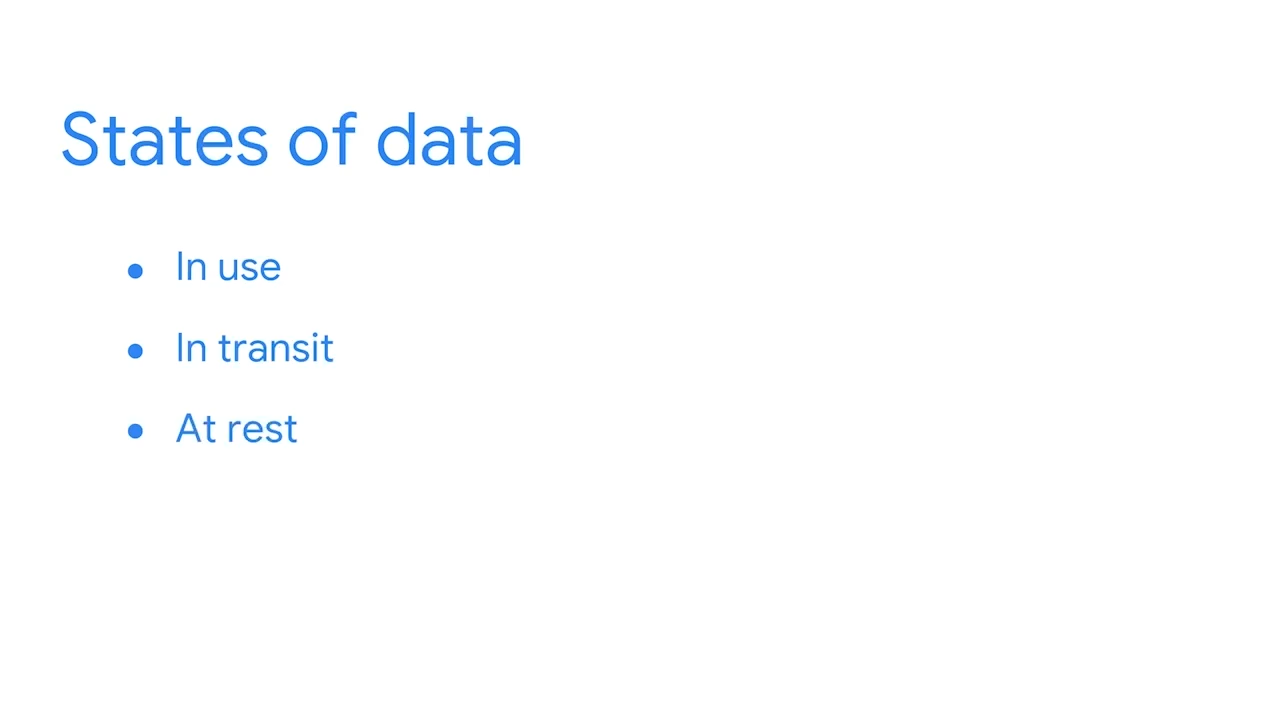 States of data
● In use
● In transit
● At rest